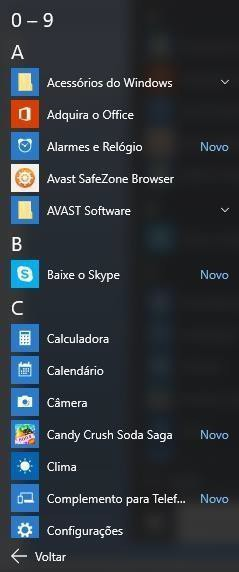 0 – 9
A
Acessórios do Windows
Adquira o Office
Alarmes e Relógio Novo
Avast SafeZone Browser
AVAST Software
B
Baixe o Skype Novo
C
Calculadora
Calendário
Câmera
Candy Crush Soda Saga Novo
Clima
Complemento para Telef... Novo
Configurações
Voltar